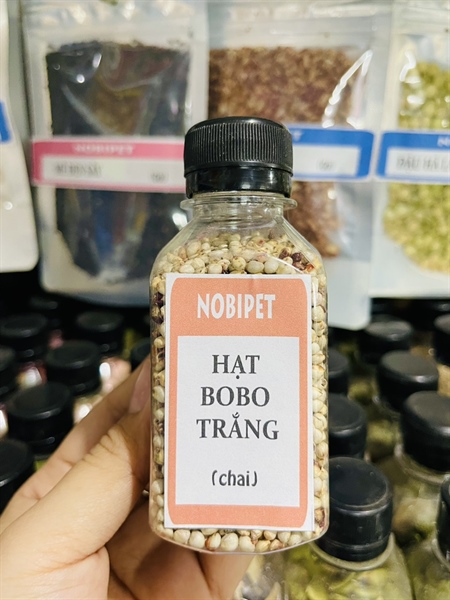 NOBIPET
NOBIPET
HẠT
BOBO
TRẮNG
(chai)